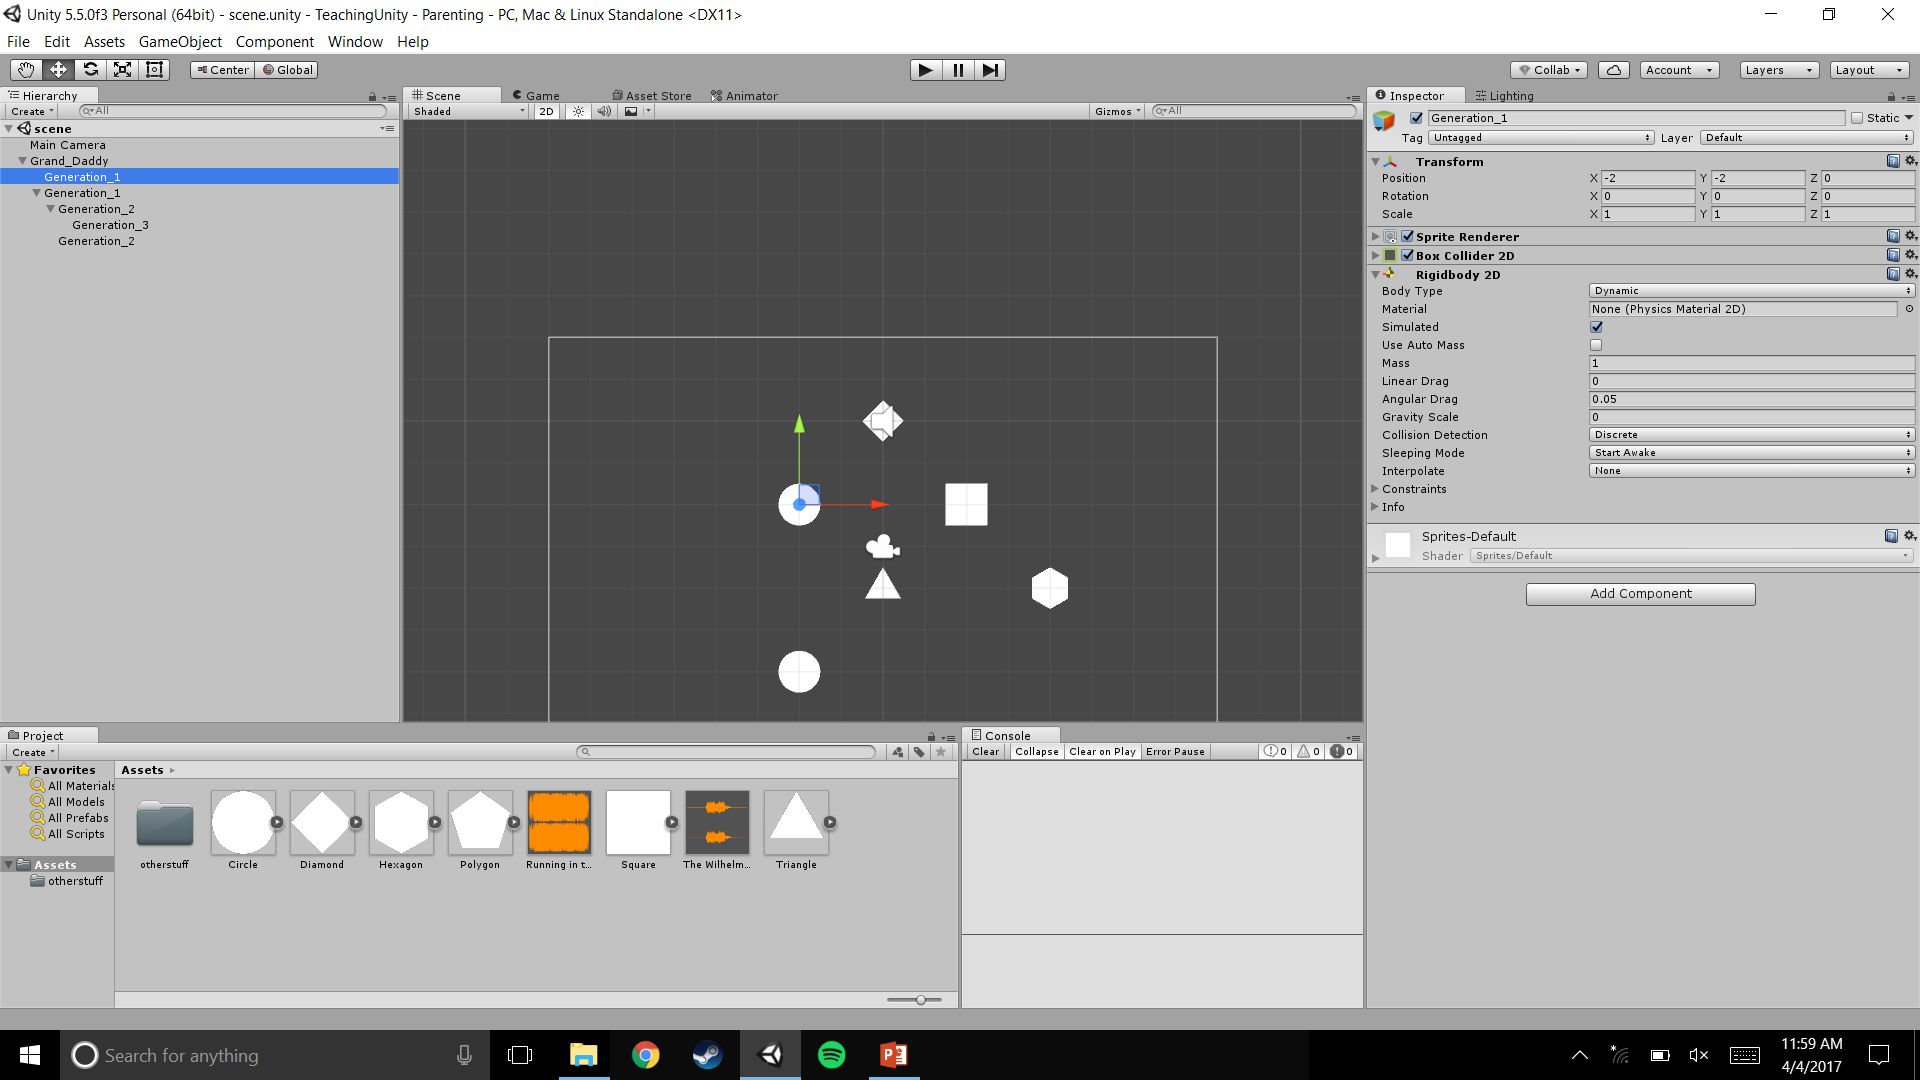 Unity 5.5.0f3 Personal (64bit) - scene.unity - TeachingUnity - Parenting - PC, Mac & Linux Standalone <DX11>
File Edit Assets GameObject Component Window Help
Center Global Collab Account Layers Layout
Hierarchy
Create All
scene
Main Camera
Grand_Daddy
Generation_1
Generation_1
Generation_2
Generation_3
Generation_2
Scene Game Asset Store Animator
Shaded 2D Gizmos All
Inspector Lighting
Generation_1 Static
Tag Untagged Layer Default
Transform
Position X -2 Y -2 Z 0
Rotation X 0 Y 0 Z 0
Scale X 1 Y 1 Z 1
Sprite Renderer
Box Collider 2D
Rigidbody 2D
Body Type Dynamic
Material None (Physics Material 2D)
Simulated
Use Auto Mass
Mass 1
Linear Drag 0
Angular Drag 0.05
Gravity Scale 0
Collision Detection Discrete
Sleeping Mode Start Awake
Interpolate None
Constraints
Info
Sprites-Default
Shader Sprites/Default
Add Component
Project
Create
Favorites
All Materials
All Models
All Prefabs
All Scripts
Assets
otherstuff
Assets
otherstuff Circle Diamond Hexagon Polygon Running in t... Square The Wilhelm... Triangle
Console
Clear Collapse Clear on Play Error Pause 0 0 0
Search for anything
11:59 AM
4/4/2017